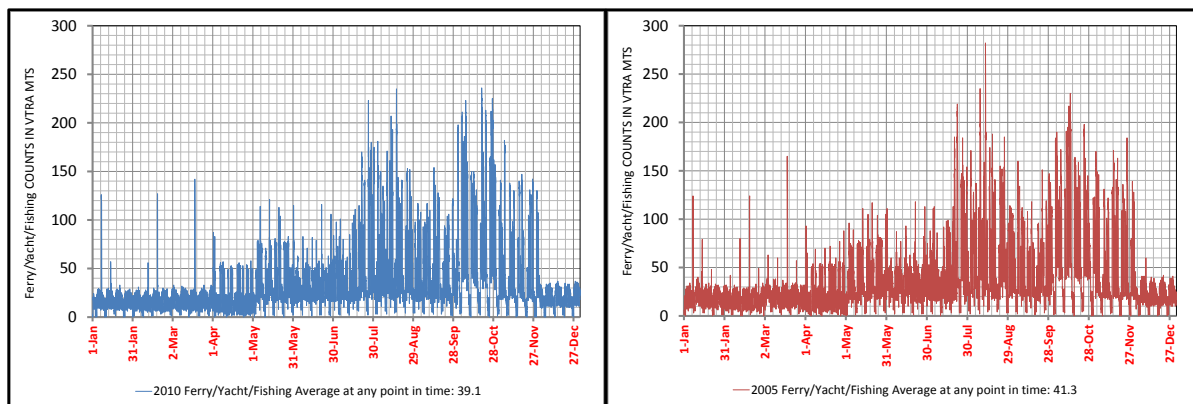 Ferry/Yacht/Fishing COUNTS IN VTRA MTS
300
250
200
150
100
50
0
1-Jan
31-Jan
2-Mar
1-Apr
1-May
31-May
30-Jun
30-Jul
29-Aug
28-Sep
28-Oct
27-Nov
27-Dec
2010 Ferry/Yacht/Fishing Average at any point in time: 39.1
Ferry/Yacht/Fishing COUNTS IN VTRA MTS
300
250
200
150
100
50
0
1-Jan
31-Jan
2-Mar
1-Apr
1-May
31-May
30-Jun
30-Jul
29-Aug
28-Sep
28-Oct
27-Nov
27-Dec
2005 Ferry/Yacht/Fishing Average at any point in time: 41.3